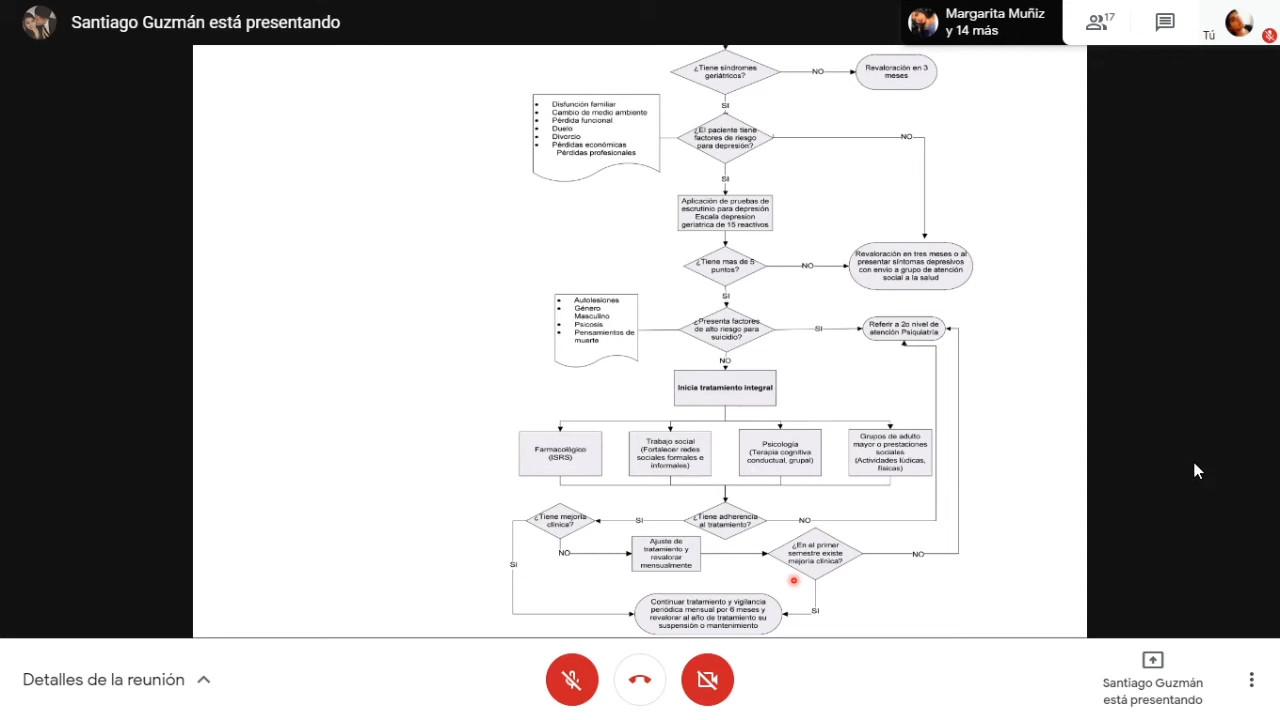 Santiago Guzmán está presentando
Margarita Muñiz
y 14 más
17
Tú
¿Tiene síndromes
geriátricos?
NO
Revaloración en 3
meses
SI
Disfunción familiar
Cambio de medio ambiente
Pérdida funcional
Duelo
Divorcio
Pérdidas económicas
Pérdidas profesionales
¿El paciente tiene
factores de riesgo
para depresión?
NO
SI
Aplicación de pruebas de
escrutinio para depresión
Escala depresion
geriatrica de 15 reactivos
¿Tiene mas de 5
puntos?
NO
Revaloración en tres meses o al
presentar síntomas depresivos
con envio a grupo de atención
social a la salud
SI
Autolesiones
Género
Masculino
Psicosis
Pensamientos de
muerte
¿Presenta factores
de alto riesgo para
suicidio?
SI
Referir a 2o nivel de
atención Psiquiatría
NO
Inicia tratamiento integral
Farmacológico
(ISRS)
Trabajo social
(Fortalecer redes
sociales formales e
informales)
Psicología
(Terapia cognitiva
conductual, grupal)
Grupos de adulto
mayor o prestaciones
sociales
(Actividades lúdicas,
físicas)
¿Tiene mejoría
clínica?
SI
¿Tiene adherencia
al tratamiento?
NO
NO
Ajuste de
tratamiento y
revalorar
mensualmente
¿En el primer
semestre existe
mejoría clínica?
NO
SI
SI
Continuar tratamiento y vigilancia
periódica mensual por 6 meses y
revalorar al año de tratamiento su
suspensión o mantenimiento
Detalles de la reunión
Santiago Guzmán
está presentando